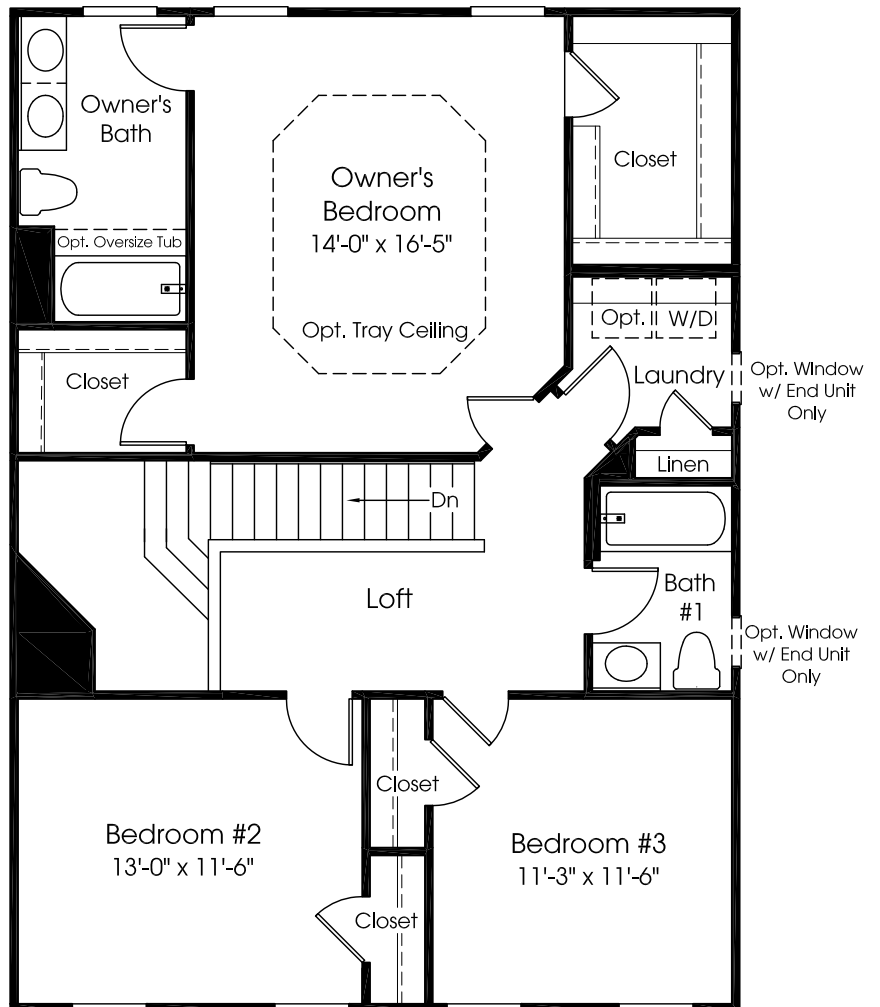 Owner's
Bath
Opt. Oversize Tub
Closet
Owner's
Bedroom
14'-0" x 16'-5"
Opt. Tray Ceiling
Closet
Opt. W/D
Laundry
Opt. Window
w/ End Unit
Only
Linen
Dn
Loft
Bath
#1
Opt. Window
w/ End Unit
Only
Closet
Bedroom #2
13'-0" x 11'-6"
Bedroom #3
11'-3" x 11'-6"
Closet